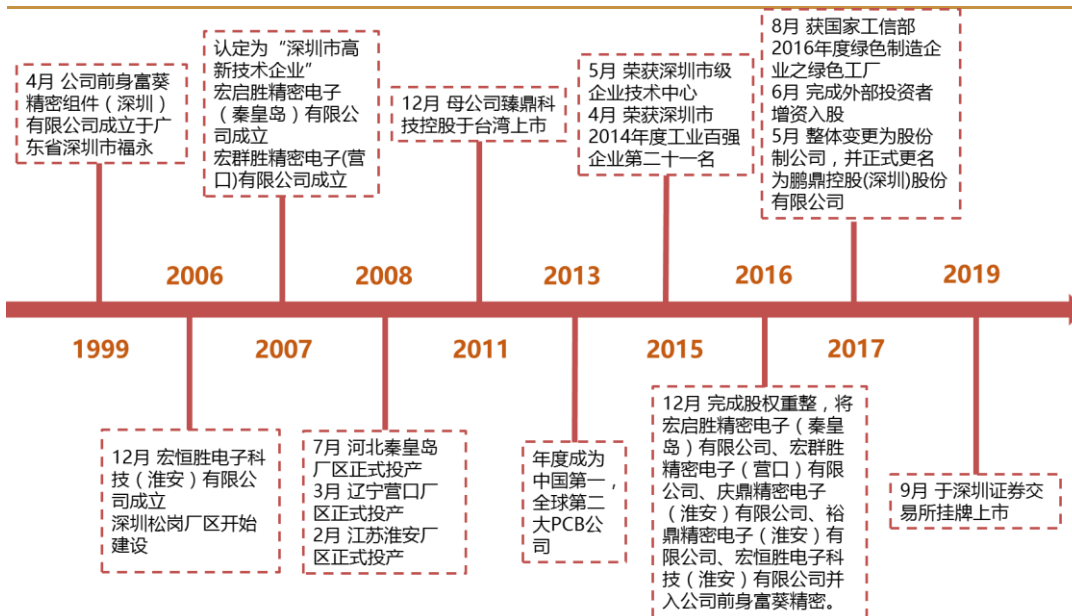 4月 公司前身富葵
精密组件（深圳）
有限公司成立于广
东省深圳市福永
认定为“深圳市高
新技术企业”
宏启胜精密电子
（秦皇岛）有限公
司成立
宏群胜精密电子(营
口)有限公司成立
12月 母公司臻鼎科
技控股于台湾上市
5月 荣获深圳市级
企业技术中心
4月 荣获深圳市
2014年度工业百强
企业第二十一名
8月 获国家工信部
2016年度绿色制造企
业之绿色工厂
6月 完成外部投资者
增资入股
5月 整体变更为股份
制公司，并正式更名
为鹏鼎控股(深圳)股份
有限公司
2006
2008
2013
2016
2019
1999
2007
2011
2015
2017
12月 宏恒胜电子科
技（淮安）有限公
司成立
深圳松岗厂区开始
建设
7月 河北秦皇岛
厂区正式投产
3月 辽宁营口厂
区正式投产
2月 江苏淮安厂
区正式投产
年度成为
中国第一，
全球第二
大PCB公
司
12月 完成股权重整，将
宏启胜精密电子（秦皇
岛）有限公司、宏群胜
精密电子（营口）有限
公司、庆鼎精密电子
（淮安）有限公司、裕
鼎精密电子（淮安）有
限公司、宏恒胜电子科
技（淮安）有限公司并
入公司前身富葵精密。
9月 于深圳证券交
易所挂牌上市